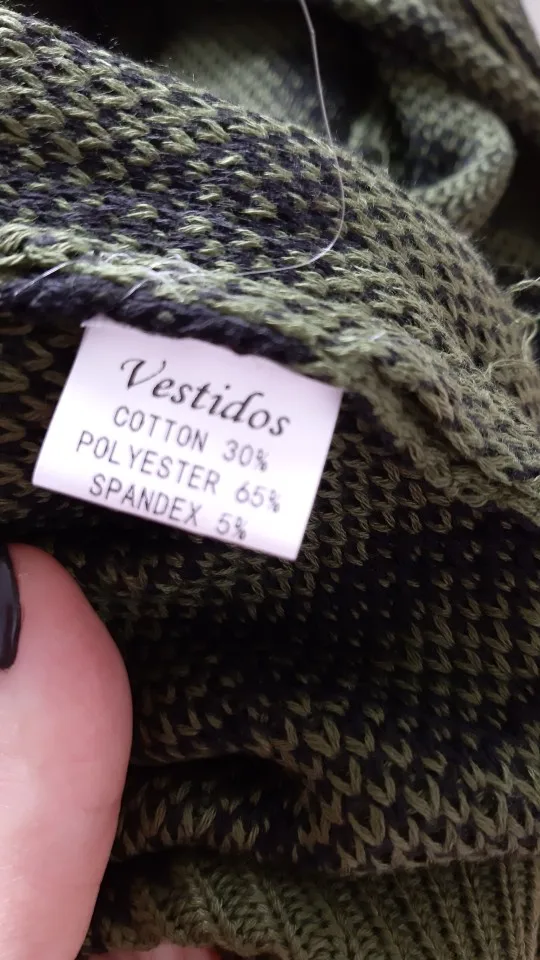 Vestidos
COTTON 30%
POLYESTER 65%
SPANDEX 5%